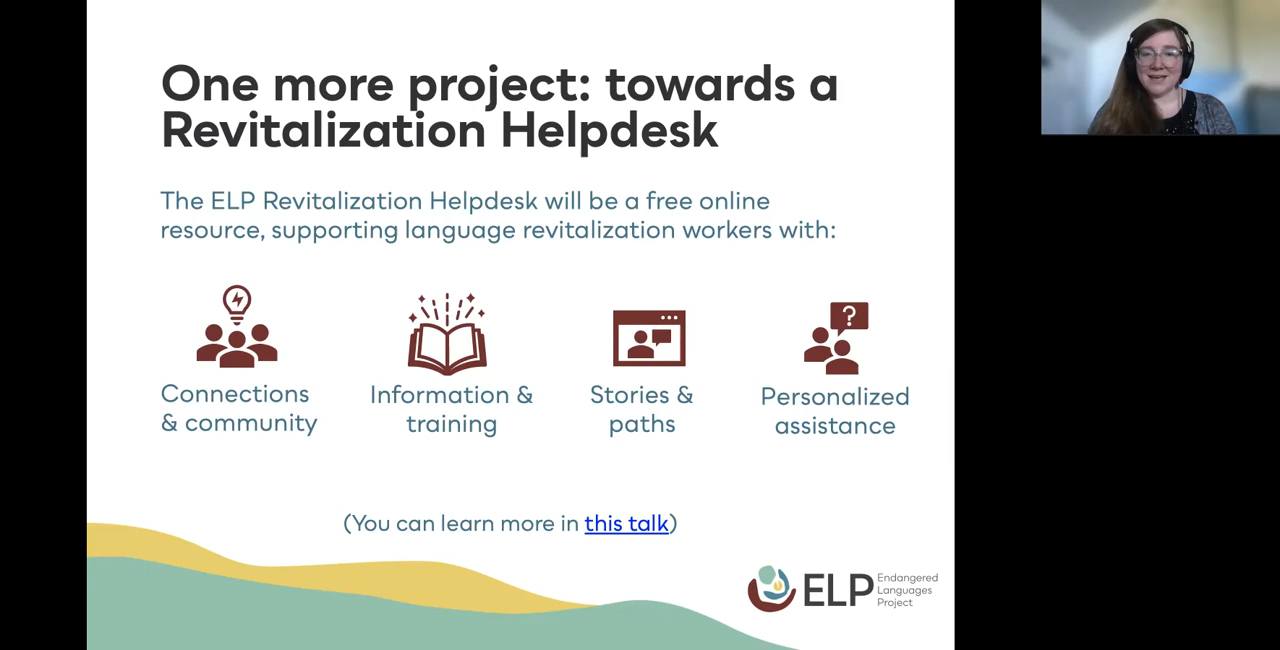 One more project: towards a
Revitalization Helpdesk
The ELP Revitalization Helpdesk will be a free online
resource, supporting language revitalization workers with:
Connections
& community
Information &
training
Stories &
paths
?
Personalized
assistance
(You can learn more in this talk)
ELP
Endangered
Languages
Project